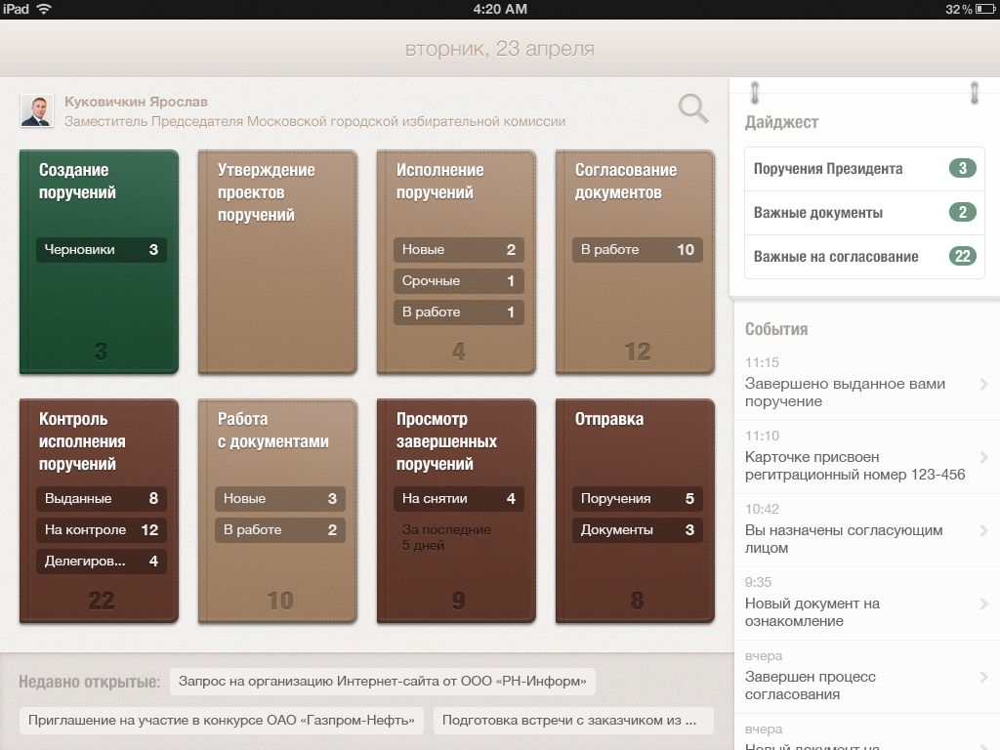 iPad
4:20 AM
32 %
вторник, 23 апреля
Куковичкин Ярослав
Заместитель Председателя Московской городской избирательной комиссии
Создание
поручений
Черновики 3
3
Утверждение
проектов
поручений
Исполнение
поручений
Новые 2
Срочные 1
В работе 1
4
Согласование
документов
В работе 10
12
Контроль
исполнения
поручений
Выданные 8
На контроле 12
Делегиров... 4
22
Работа
с документами
Новые 3
В работе 2
10
Просмотр
завершенных
поручений
На снятии 4
За последние
5 дней
9
Отправка
Поручения 5
Документы 3
8
Дайджест
Поручения Президента 3
Важные документы 2
Важные на согласование 22
События
11:15
Завершено выданное вами
поручение
11:10
Карточке присвоен
регитрационный номер 123-456
10:42
Вы назначены согласующим
лицом
9:35
Новый документ на
ознакомление
вчера
Завершен процесс
согласования
вчера
Новый документ на
Недавно открытые:
Запрос на организацию Интернет-сайта от ООО «РН-Информ»
Приглашение на участие в конкурсе ОАО «Газпром-Нефть»
Подготовка встречи с заказчиком из ...